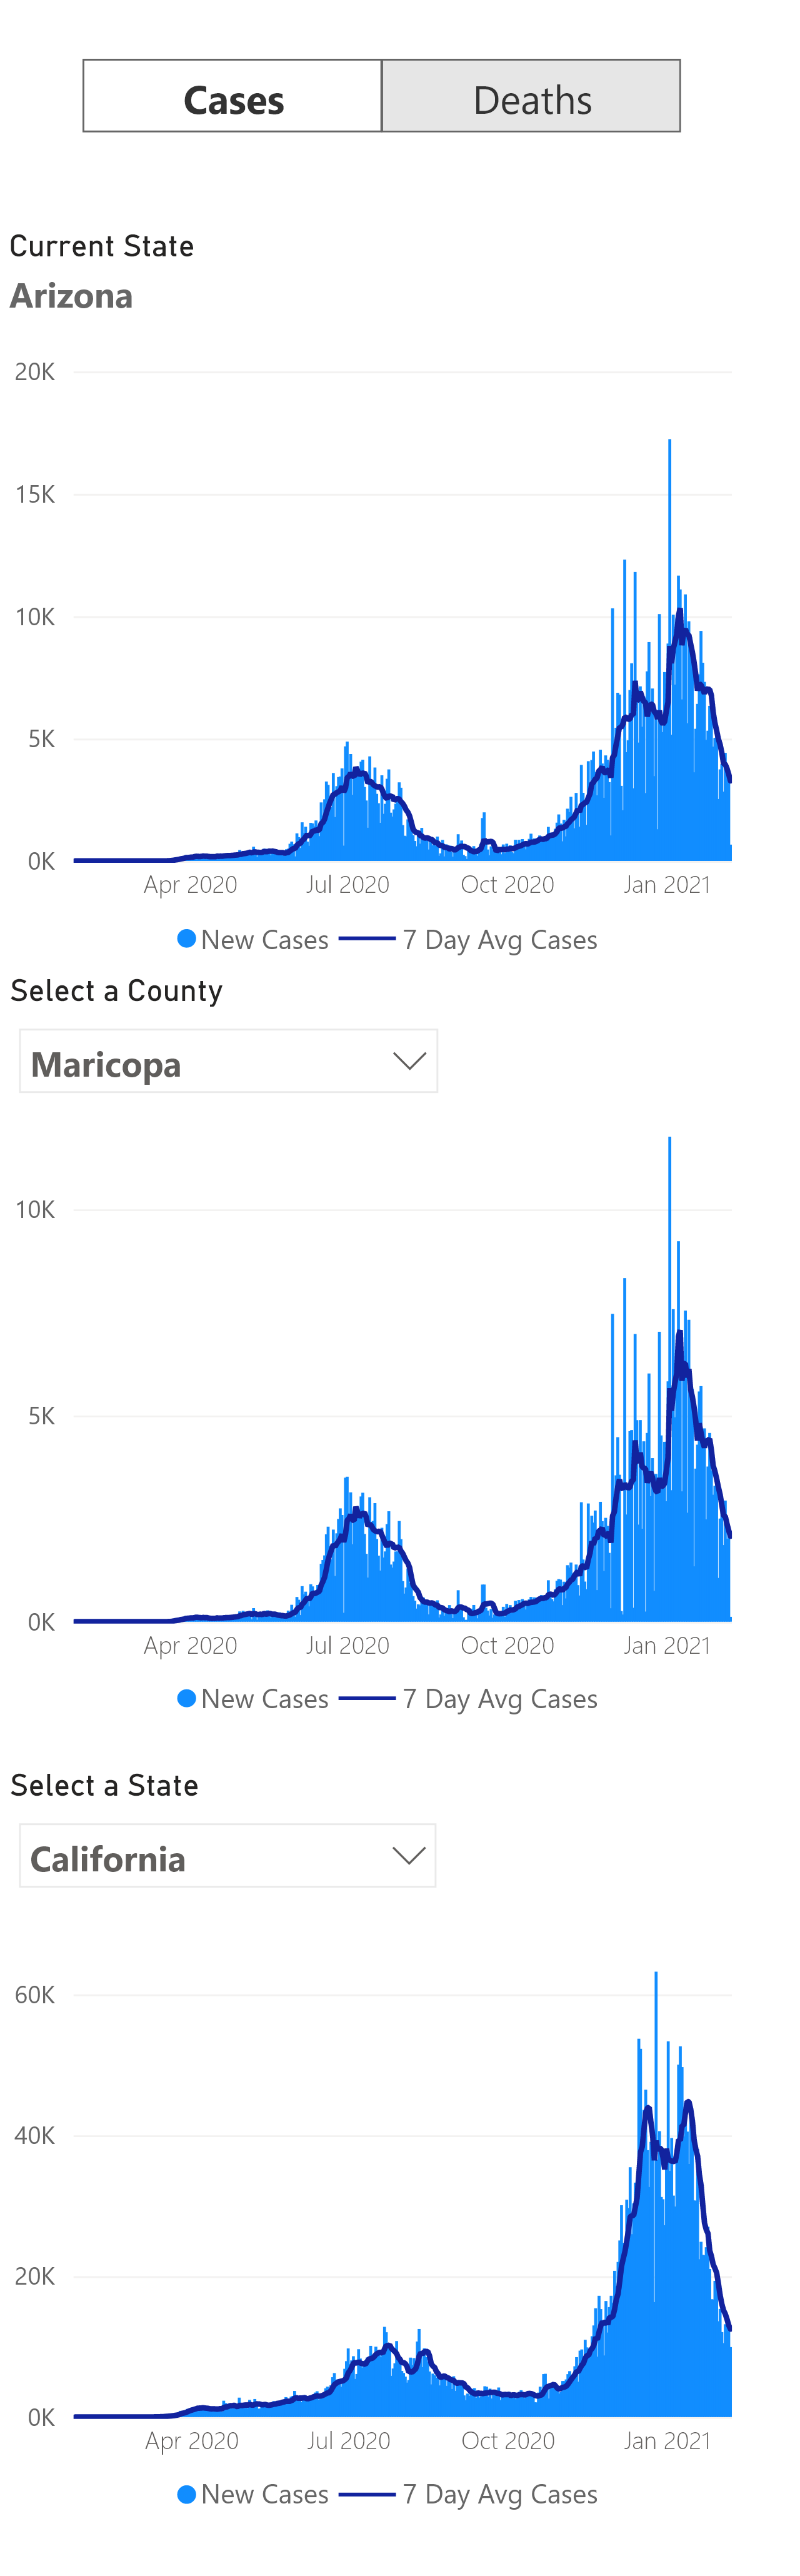 Cases Deaths
Current State
Arizona
20K
15K
10K
5K
0K
Apr 2020 Jul 2020 Oct 2020 Jan 2021
New Cases 7 Day Avg Cases
Select a County
Maricopa
10K
5K
0K
Apr 2020 Jul 2020 Oct 2020 Jan 2021
New Cases 7 Day Avg Cases
Select a State
California
60K
40K
20K
0K
Apr 2020 Jul 2020 Oct 2020 Jan 2021
New Cases 7 Day Avg Cases